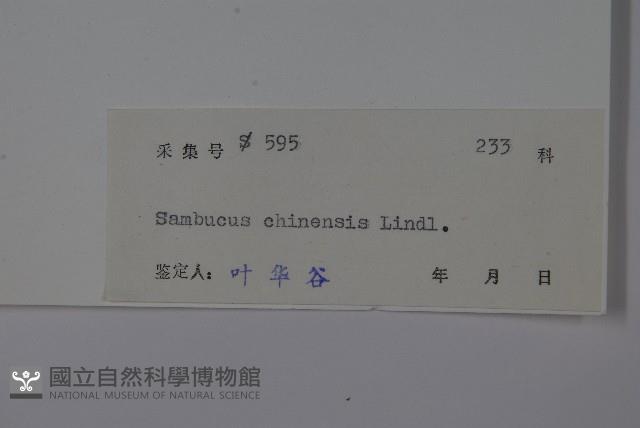 采集号 $ 595 233 科
Sambucus chinensis Lindl.
鉴定人: 叶华谷 年 月 日
國立自然科學博物館
NATIONAL MUSEUM OF NATURAL SCIENCE